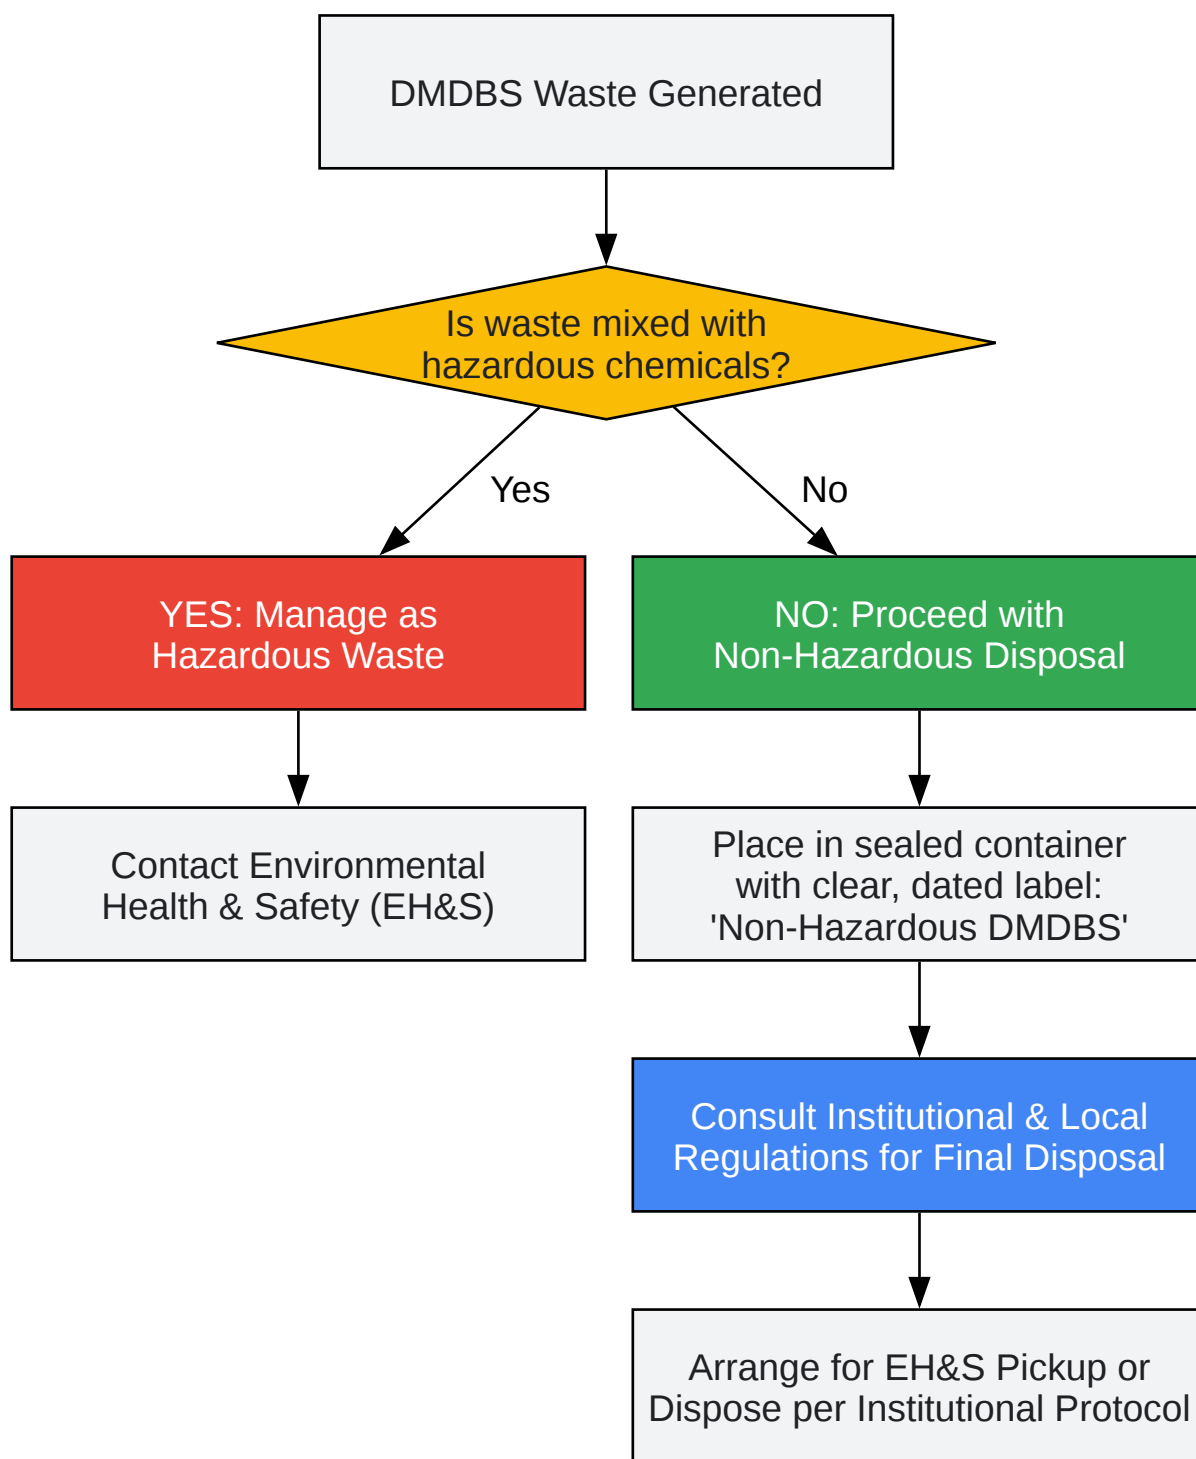 DMDBS Waste Generated
Is waste mixed with
hazardous chemicals?
Yes
No
YES: Manage as
Hazardous Waste
NO: Proceed with
Non-Hazardous Disposal
Contact Environmental
Health & Safety (EH&S)
Place in sealed container
with clear, dated label:
'Non-Hazardous DMDBS'
Consult Institutional & Local
Regulations for Final Disposal
Arrange for EH&S Pickup or
Dispose per Institutional Protocol